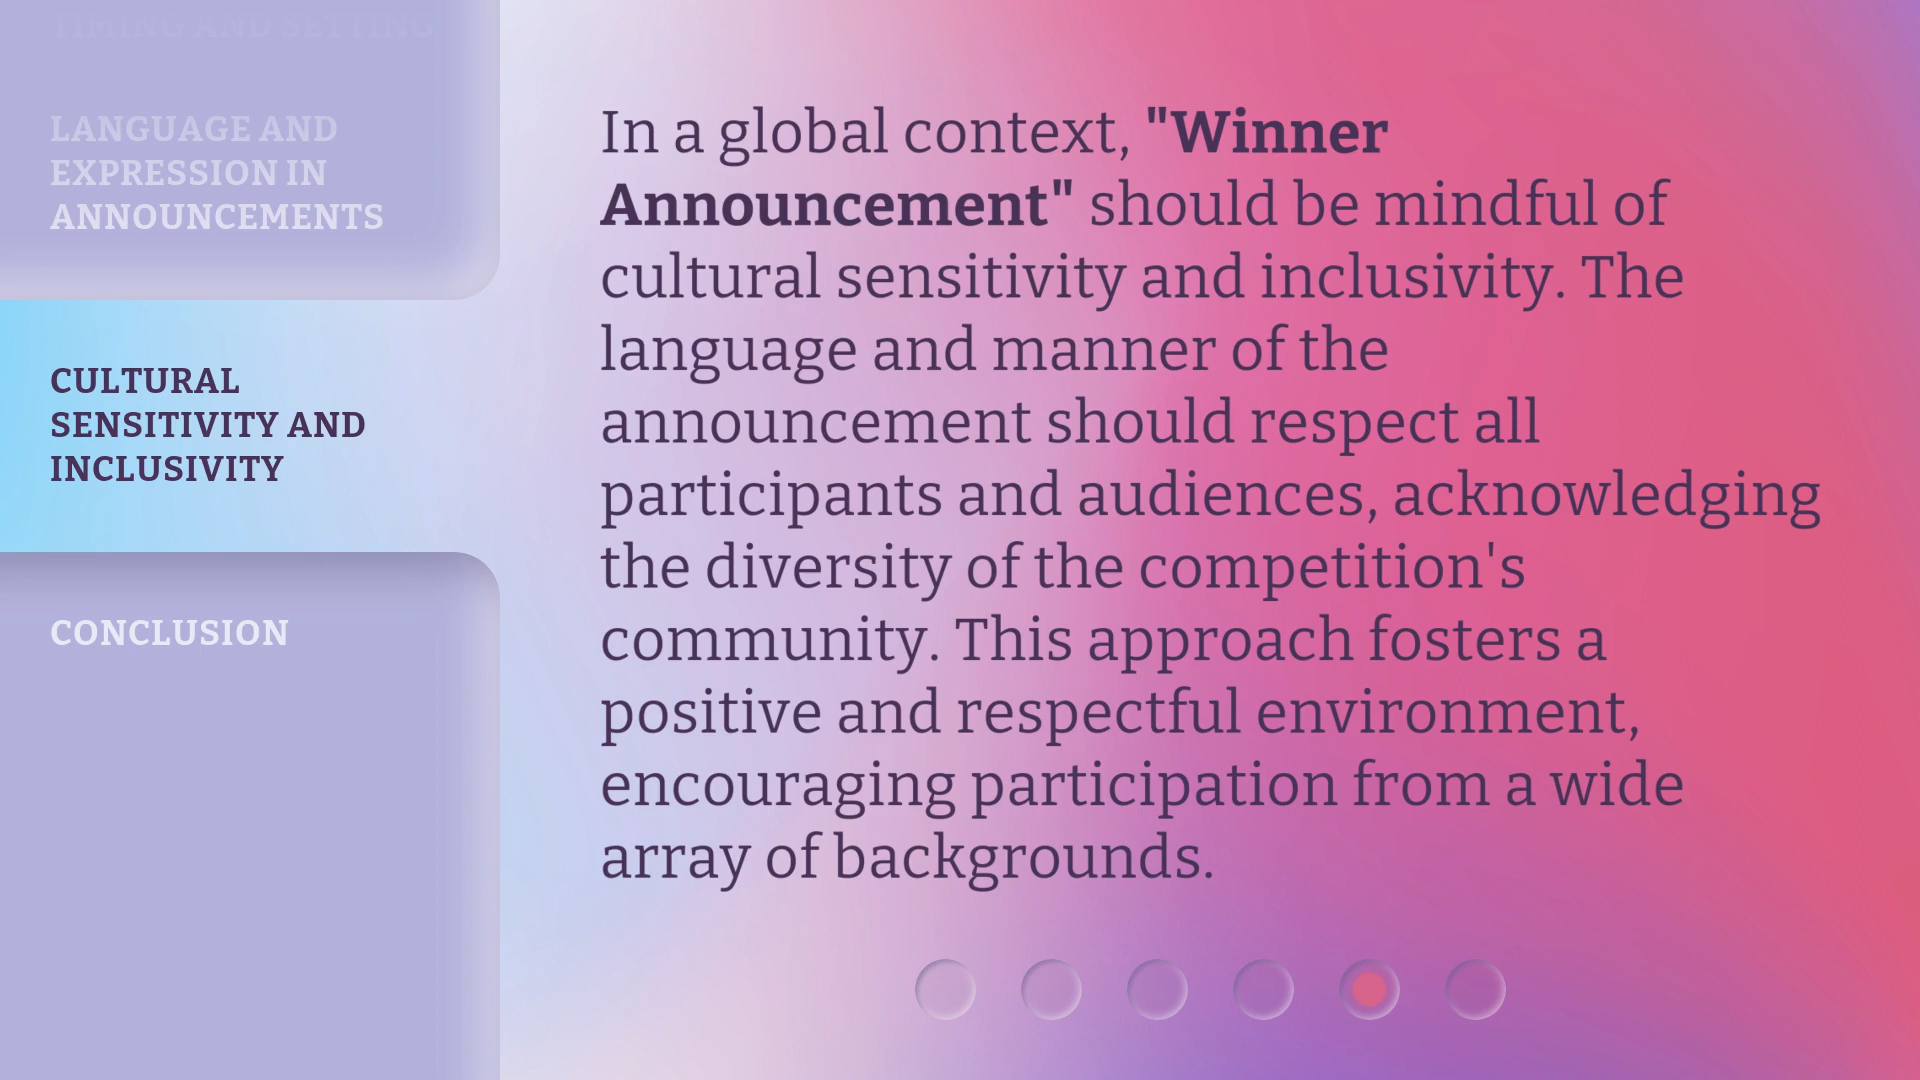 TIMING AND SETTING
LANGUAGE AND
EXPRESSION IN
ANNOUNCEMENTS
CULTURAL
SENSITIVITY AND
INCLUSIVITY
CONCLUSION
In a global context, "Winner
Announcement" should be mindful of
cultural sensitivity and inclusivity. The
language and manner of the
announcement should respect all
participants and audiences, acknowledging
the diversity of the competition's
community. This approach fosters a
positive and respectful environment,
encouraging participation from a wide
array of backgrounds.